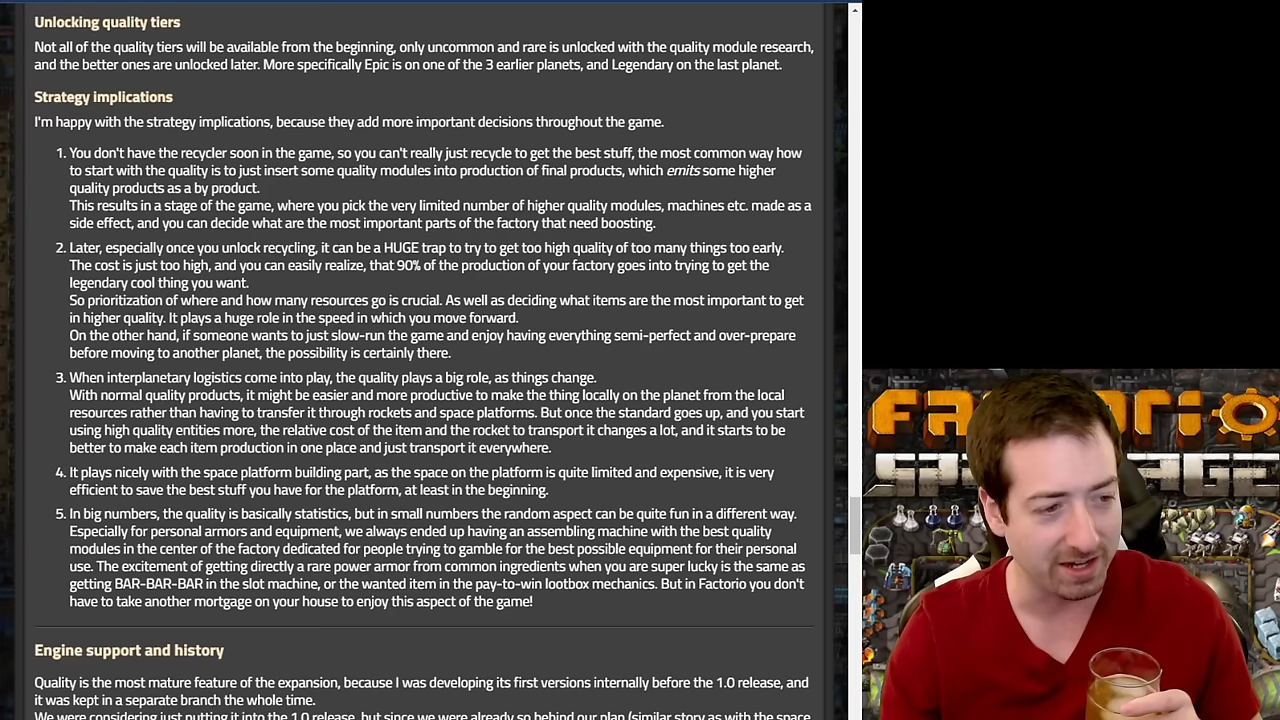 Unlocking quality tiers
Not all of the quality tiers will be available from the beginning, only uncommon and rare is unlocked with the quality module research,
and the better ones are unlocked later. More specifically Epic is on one of the 3 earlier planets, and Legendary on the last planet.
Strategy implications
I'm happy with the strategy implications, because they add more important decisions throughout the game.
1. You don't have the recycler soon in the game, so you can't really just recycle to get the best stuff, the most common way how
to start with the quality is to just insert some quality modules into production of final products, which emits some higher
quality products as a by product.
This results in a stage of the game, where you pick the very limited number of higher quality modules, machines etc. made as a
side effect, and you can decide what are the most important parts of the factory that need boosting.
2. Later, especially once you unlock recycling, it can be a HUGE trap to try to get too high quality of too many things too early.
The cost is just too high, and you can easily realize, that 90% of the production of your factory goes into trying to get the
legendary cool thing you want.
So prioritization of where and how many resources go is crucial. As well as deciding what items are the most important to get
in higher quality. It plays a huge role in the speed in which you move forward.
On the other hand, if someone wants to just slow-run the game and enjoy having everything semi-perfect and over-prepare
before moving to another planet, the possibility is certainly there.
3. When interplanetary logistics come into play, the quality plays a big role, as things change.
With normal quality products, it might be easier and more productive to make the thing locally on the planet from the local
resources rather than having to transfer it through rockets and space platforms. But once the standard goes up, and you start
using high quality entities more, the relative cost of the item and the rocket to transport it changes a lot, and it starts to be
better to make each item production in one place and just transport it everywhere.
4. It plays nicely with the space platform building part, as the space on the platform is quite limited and expensive, it is very
efficient to save the best stuff you have for the platform, at least in the beginning.
5. In big numbers, the quality is basically statistics, but in small numbers the random aspect can be quite fun in a different way.
Especially for personal armors and equipment, we always ended up having an assembling machine with the best quality
modules in the center of the factory dedicated for people trying to gamble for the best possible equipment for their personal
use. The excitement of getting directly a rare power armor from common ingredients when you are super lucky is the same as
getting BAR-BAR-BAR in the slot machine, or the wanted item in the pay-to-win lootbox mechanics. But in Factorio you don't
have to take another mortgage on your house to enjoy this aspect of the game!
Engine support and history
Quality is the most mature feature of the expansion, because I was developing its first versions internally before the 1.0 release, and
it was kept in a separate branch the whole time.
We were considering just putting it into the 1.0 release, but since we were already so behind our plan (similar story as with the space